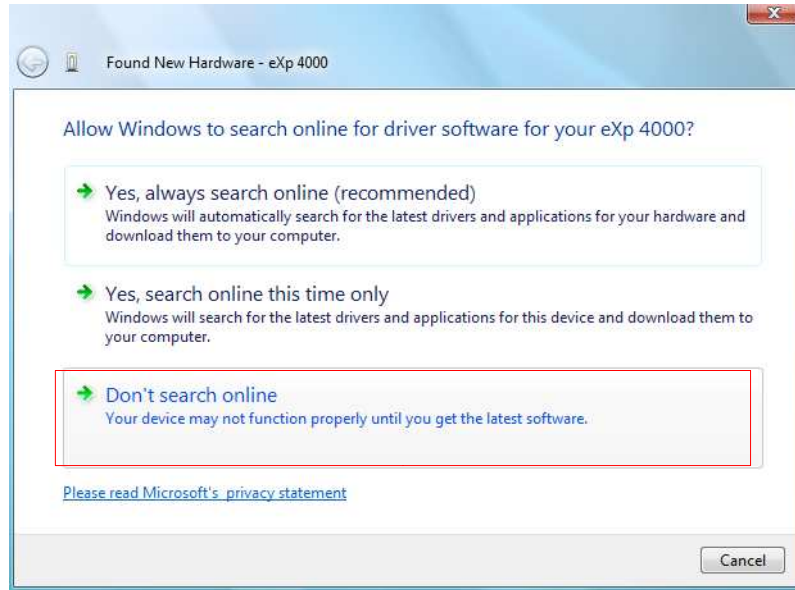 Found New Hardware - eXp 4000
Allow Windows to search online for driver software for your eXp 4000?
Yes, always search online (recommended)
Windows will automatically search for the latest drivers and applications for your hardware and
download them to your computer.
Yes, search online this time only
Windows will search for the latest drivers and applications for this device and download them to
your computer.
Don't search online
Your device may not function properly until you get the latest software.
Please read Microsoft's privacy statement
Cancel